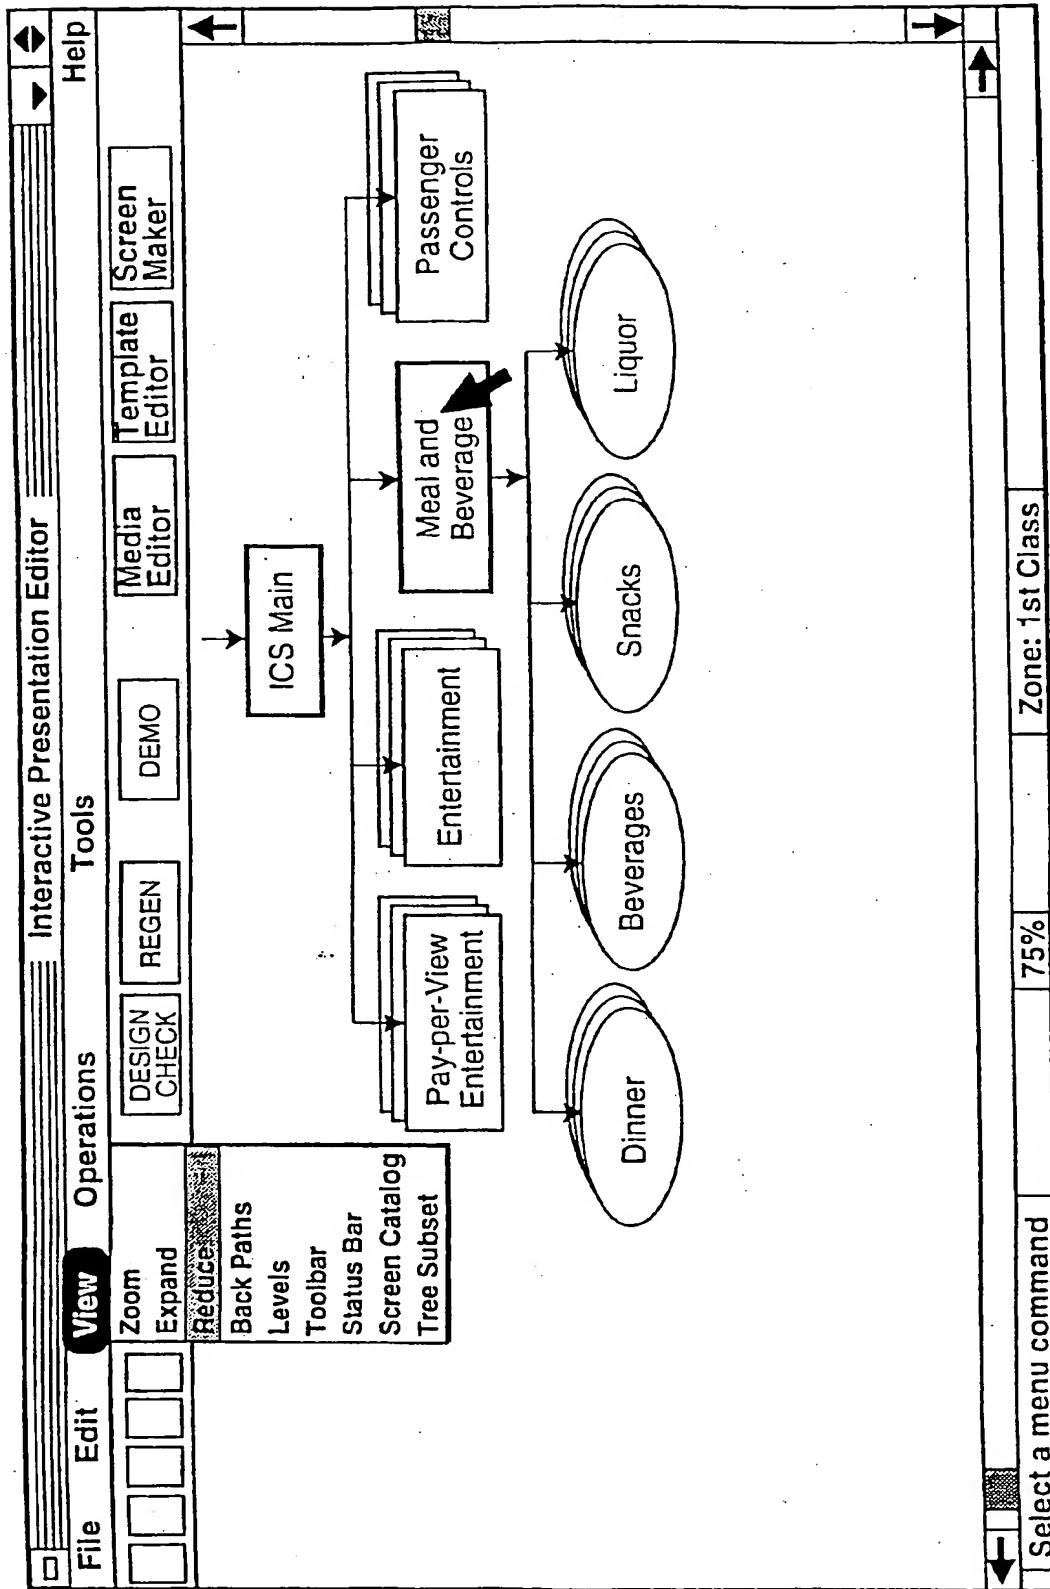 Interactive Presentation Editor
File Edit View Operations Tools Help
DESIGN CHECK
REGEN
DEMO
Media Editor
Template Editor
Screen Maker
Zoom
Expand
Reduce
Back Paths
Levels
Toolbar
Status Bar
Screen Catalog
Tree Subset
ICS Main
Pay-per-View
Entertainment
Entertainment
Meal and
Beverage
Passenger
Controls
Dinner
Beverages
Snacks
Liquor
Select a menu command 75% Zone: 1st Class